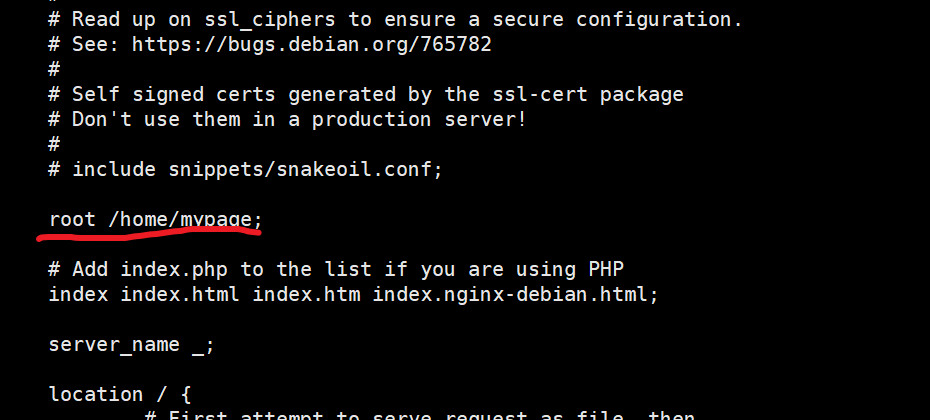 #
# Read up on ssl_ciphers to ensure a secure configuration.
# See: https://bugs.debian.org/765782
#
# Self signed certs generated by the ssl-cert package
# Don't use them in a production server!
#
# include snippets/snakeoil.conf;
root /home/mypage;
# Add index.php to the list if you are using PHP
index index.html index.htm index.nginx-debian.html;
server_name _;
location / {
# First attempt to serve request as file, then